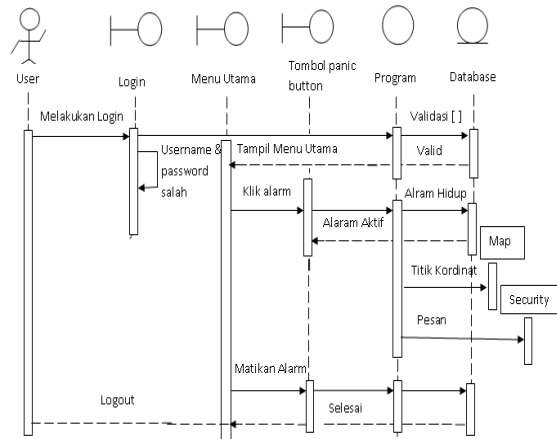 User
Login
Menu Utama
Tombol panic
button
Program
Database
Melakukan Login
Validasi [ ]
Username &
password
salah
Tampil Menu Utama
Valid
Klik alarm
Alram Hidup
Alaram Aktif
Map
Titik Kordinat
Security
Pesan
Matikan Alarm
Logout
Selesai